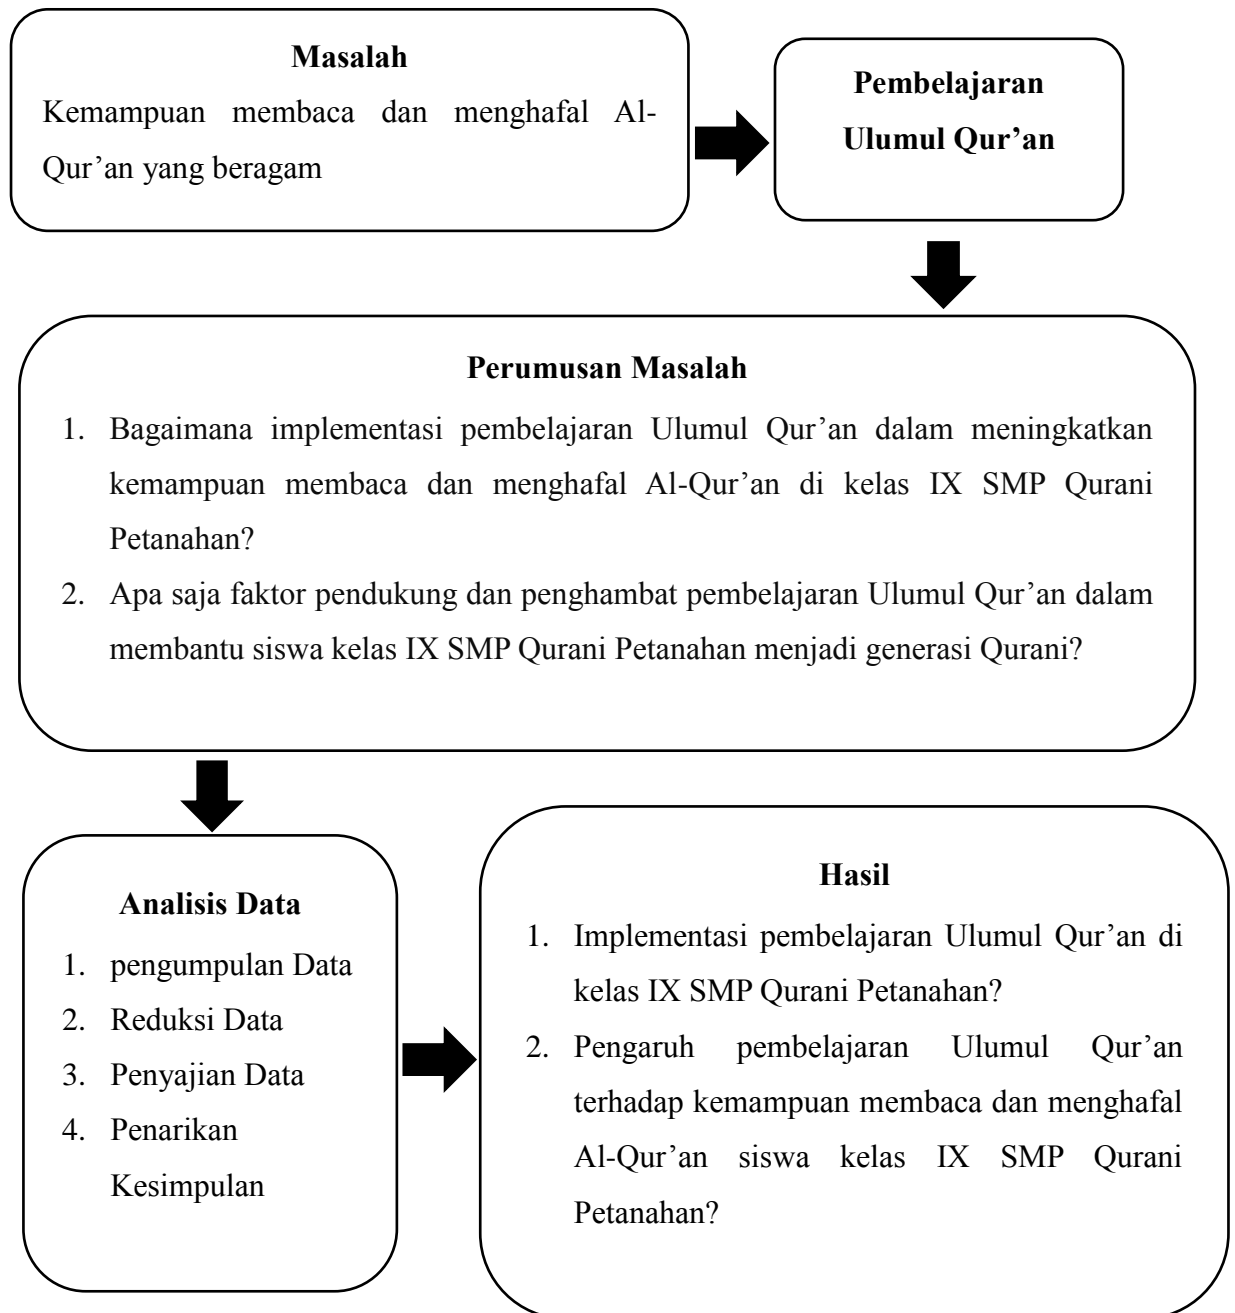 Masalah
Kemampuan membaca dan menghafal Al-
Qur’an yang beragam
Pembelajaran
Ulumul Qur’an
Perumusan Masalah
1. Bagaimana implementasi pembelajaran Ulumul Qur’an dalam meningkatkan
kemampuan membaca dan menghafal Al-Qur’an di kelas IX SMP Qurani
Petanahan?
2. Apa saja faktor pendukung dan penghambat pembelajaran Ulumul Qur’an dalam
membantu siswa kelas IX SMP Qurani Petanahan menjadi generasi Qurani?
Analisis Data
1. pengumpulan Data
2. Reduksi Data
3. Penyajian Data
4. Penarikan
Kesimpulan
Hasil
1. Implementasi pembelajaran Ulumul Qur’an di
kelas IX SMP Qurani Petanahan?
2. Pengaruh pembelajaran Ulumul Qur’an
terhadap kemampuan membaca dan menghafal
Al-Qur’an siswa kelas IX SMP Qurani
Petanahan?